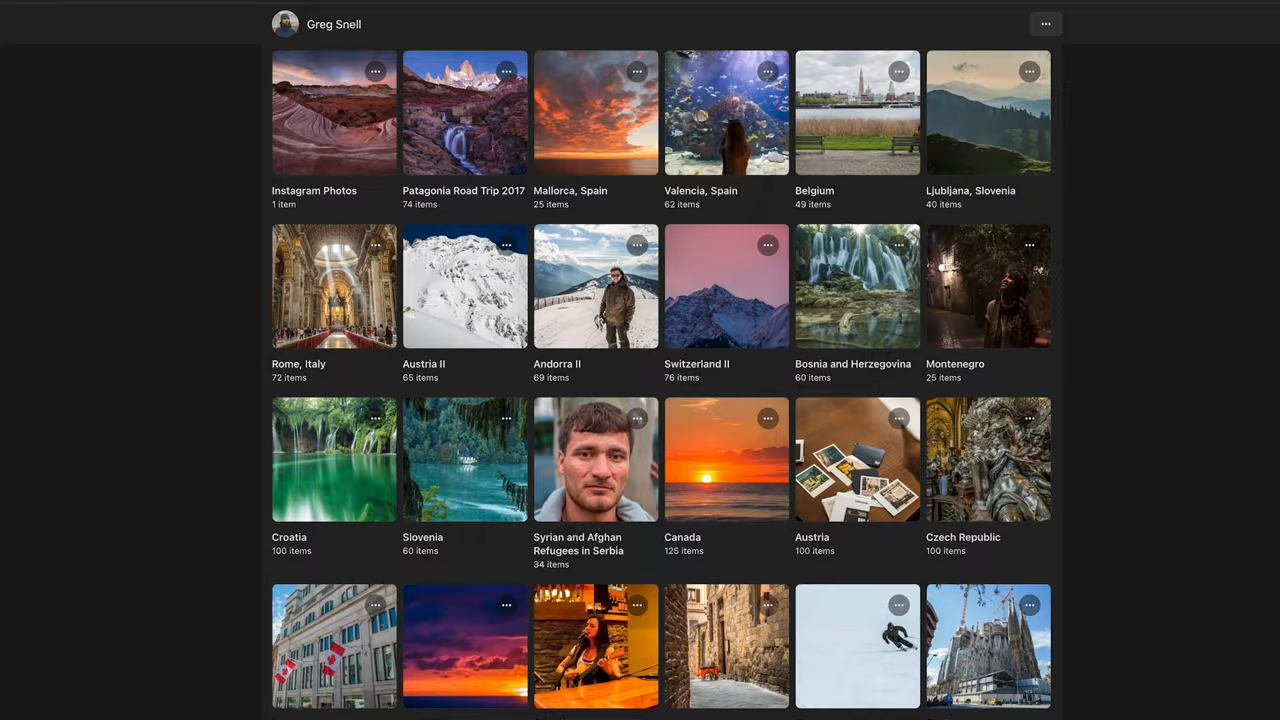 Greg Snell
Instagram Photos
1 item
Patagonia Road Trip 2017
74 items
Mallorca, Spain
25 items
Valencia, Spain
62 items
Belgium
49 items
Ljubljana, Slovenia
40 items
Rome, Italy
72 items
Austria II
65 items
Andorra II
69 items
Switzerland II
76 items
Bosnia and Herzegovina
60 items
Montenegro
25 items
Croatia
100 items
Slovenia
60 items
Syrian and Afghan
Refugees in Serbia
34 items
Canada
125 items
Austria
100 items
Czech Republic
100 items